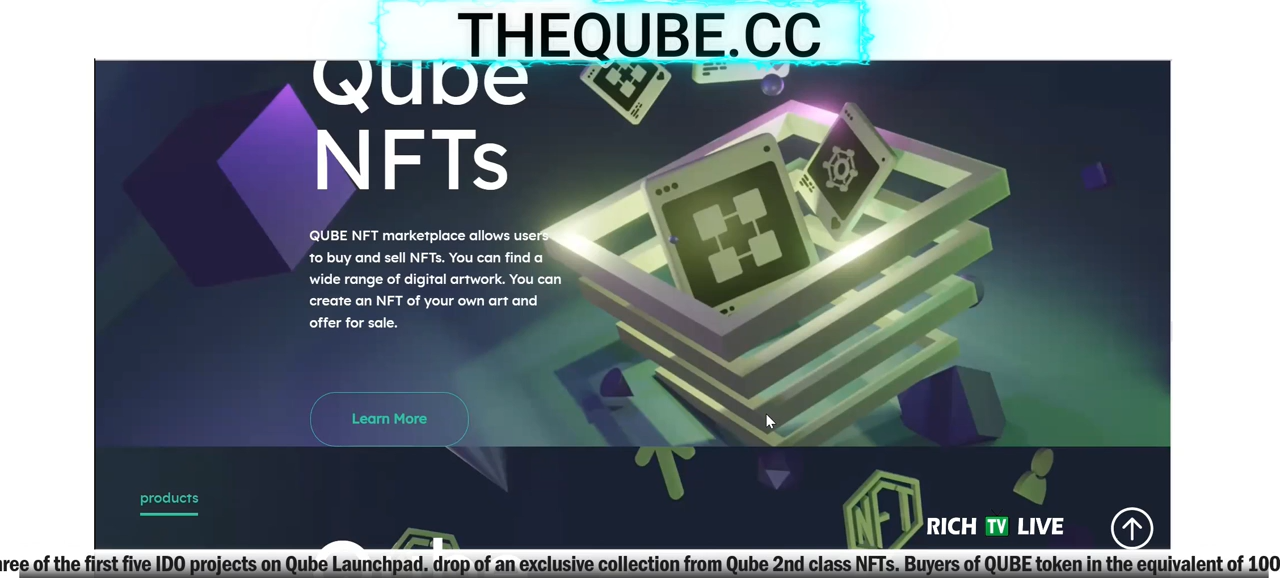 THEQUBE.CC
Qube
NFTs
QUBE NFT marketplace allows users
to buy and sell NFTs. You can find a
wide range of digital artwork. You can
create an NFT of your own art and
offer for sale.
Learn More
products
NFT
RICH TV LIVE
of the first five IDO projects on Qube Launchpad. drop of an exclusive collection from Qube 2nd class NFTs. Buyers of QUBE token in the equivalent of 100